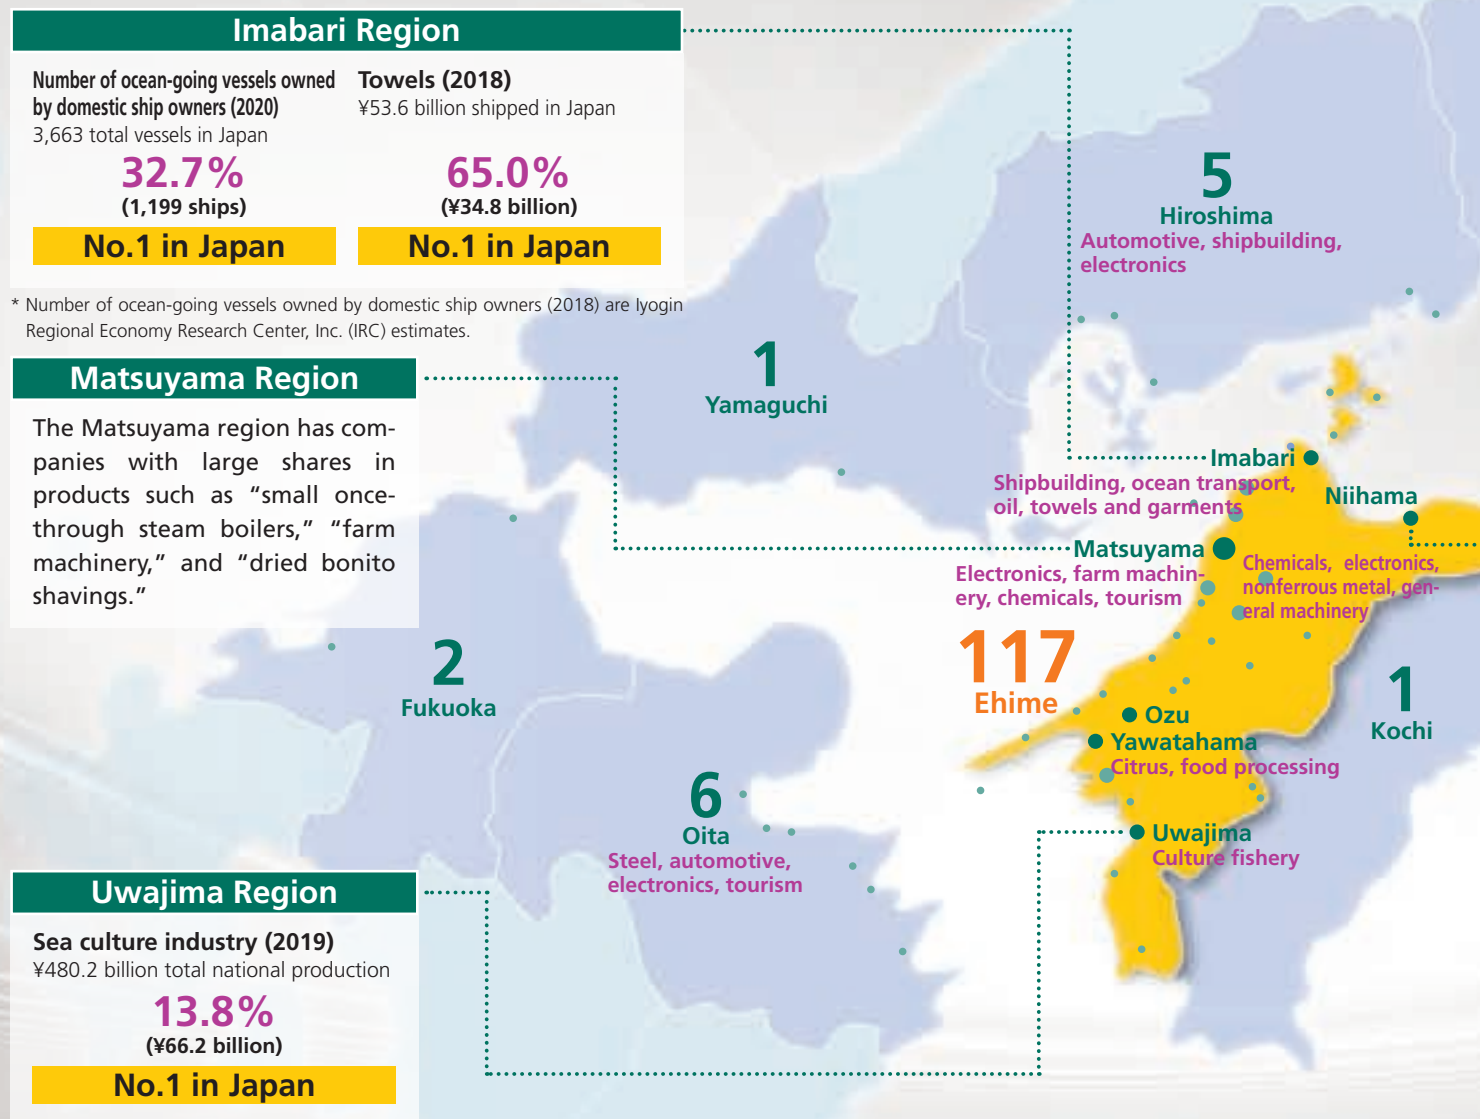 Imabari Region
Number of ocean-going vessels owned
by domestic ship owners (2020)
3,663 total vessels in Japan
32.7%
(1,199 ships)
No.1 in Japan
Towels (2018)
¥53.6 billion shipped in Japan
65.0%
(¥34.8 billion)
No.1 in Japan
* Number of ocean-going vessels owned by domestic ship owners (2018) are Iyogin
Regional Economy Research Center, Inc. (IRC) estimates.
Matsuyama Region
The Matsuyama region has com-
panies with large shares in
products such as “small once-
through steam boilers,” “farm
machinery,” and “dried bonito
shavings.”
Uwajima Region
Sea culture industry (2019)
¥480.2 billion total national production
13.8%
(¥66.2 billion)
No.1 in Japan
5
Hiroshima
Automotive, shipbuilding,
electronics
1
Yamaguchi
Imabari
Shipbuilding, ocean transport,
oil, towels and garments
Niihama
Chemicals, electronics,
nonferrous metal, gen-
eral machinery
Matsuyama
Electronics, farm machin-
ery, chemicals, tourism
117
Ehime
2
Fukuoka
1
Kochi
Ozu
Yawatahama
Citrus, food processing
6
Oita
Steel, automotive,
electronics, tourism
Uwajima
Culture fishery